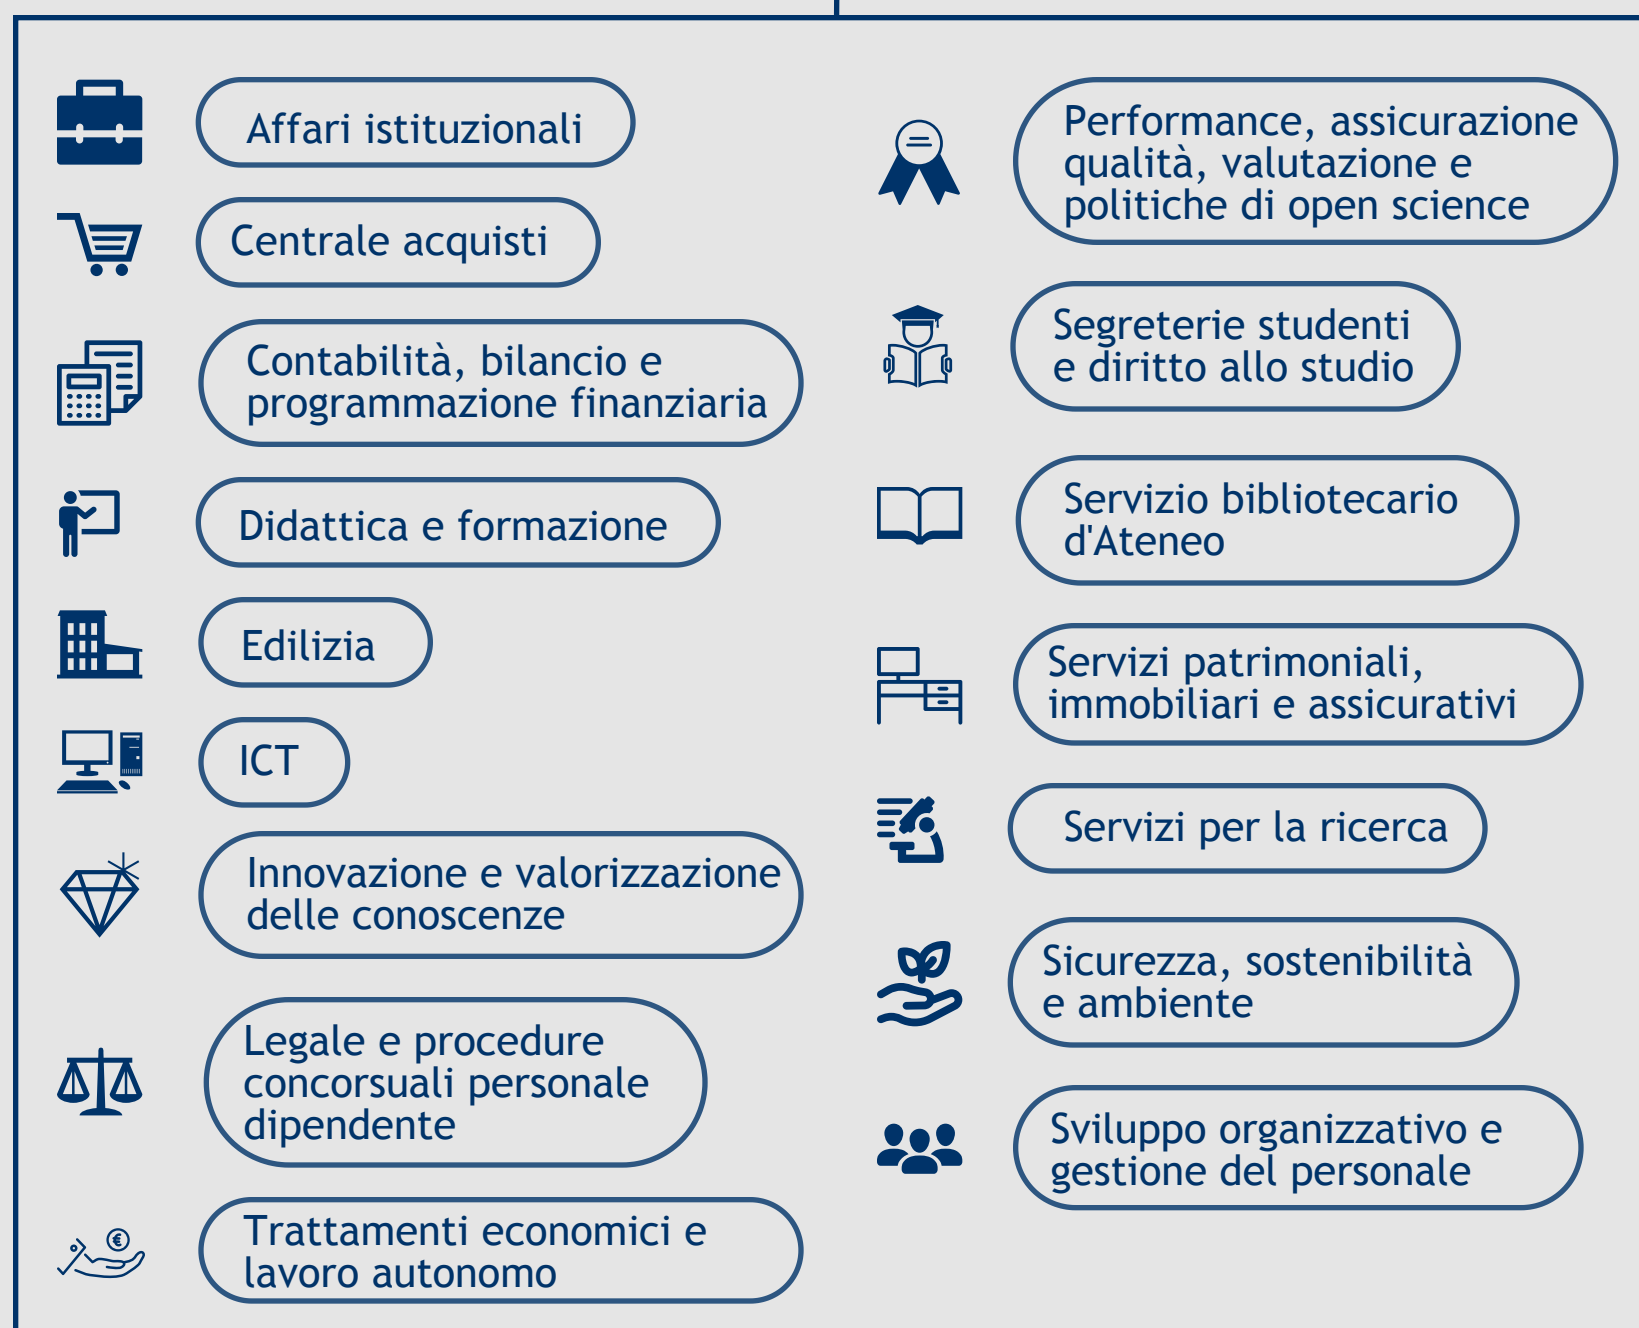 Affari istituzionali
Centrale acquisti
Contabilità, bilancio e
programmazione finanziaria
Didattica e formazione
Edilizia
ICT
Innovazione e valorizzazione
delle conoscenze
Legale e procedure
concorsuali personale
dipendente
Trattamenti economici e
lavoro autonomo
Performance, assicurazione
qualità, valutazione e
politiche di open science
Segreterie studenti
e diritto allo studio
Servizio bibliotecario
d'Ateneo
Servizi patrimoniali,
immobiliari e assicurativi
Servizi per la ricerca
Sicurezza, sostenibilità
e ambiente
Sviluppo organizzativo e
gestione del personale